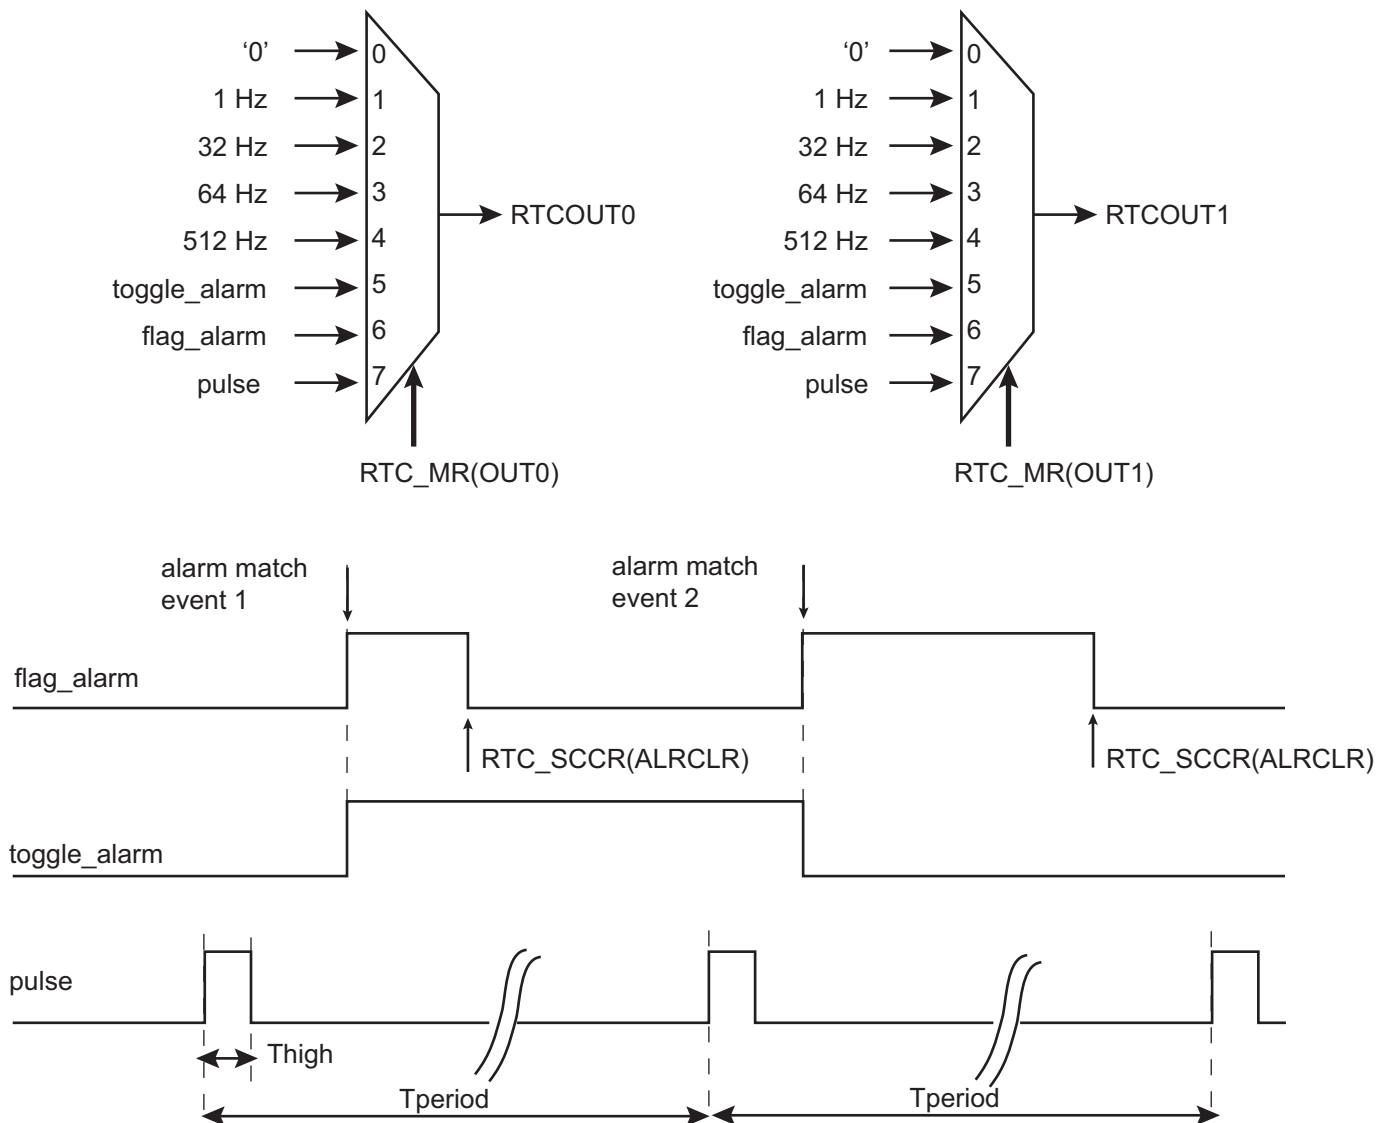 ‘0’
0
1 Hz
1
32 Hz
2
64 Hz
3
512 Hz
4
toggle_alarm
5
flag_alarm
6
pulse
7
RTCOUT0
RTC_MR(OUT0)
‘0’
0
1 Hz
1
32 Hz
2
64 Hz
3
512 Hz
4
toggle_alarm
5
flag_alarm
6
pulse
7
RTCOUT1
RTC_MR(OUT1)
alarm match
event 1
alarm match
event 2
flag_alarm
RTC_SCCR(ALRCLR)
RTC_SCCR(ALRCLR)
toggle_alarm
pulse
Thigh
Tperiod
Tperiod